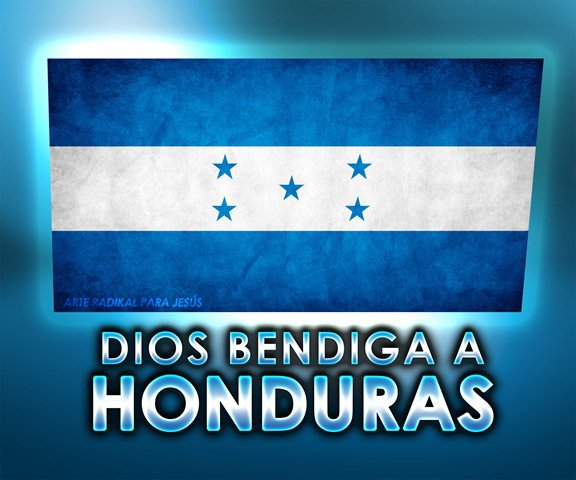 ARTE RADIKAL PARA JESÚS
DIOS BENDIGA A
HONDURAS